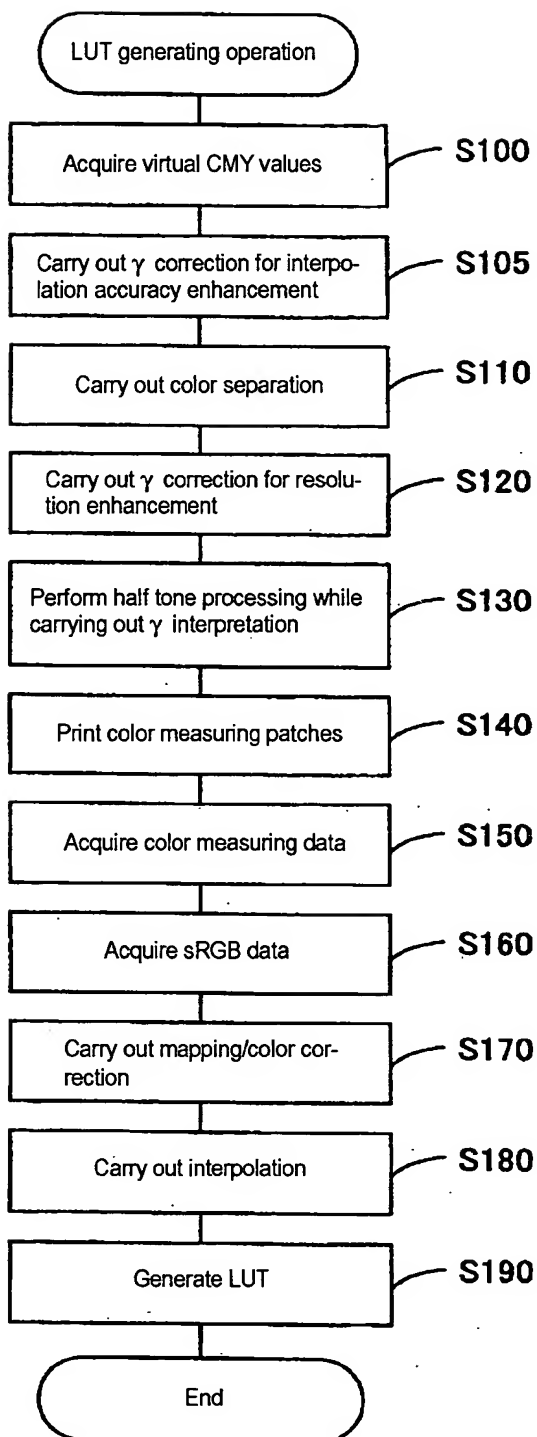 LUT generating operation
Acquire virtual CMY values
S100
Carry out γ correction for interpo-
lation accuracy enhancement
S105
Carry out color separation
S110
Carry out γ correction for resolu-
tion enhancement
S120
Perform half tone processing while
carrying out γ interpretation
S130
Print color measuring patches
S140
Acquire color measuring data
S150
Acquire sRGB data
S160
Carry out mapping/color cor-
rection
S170
Carry out interpolation
S180
Generate LUT
S190
End